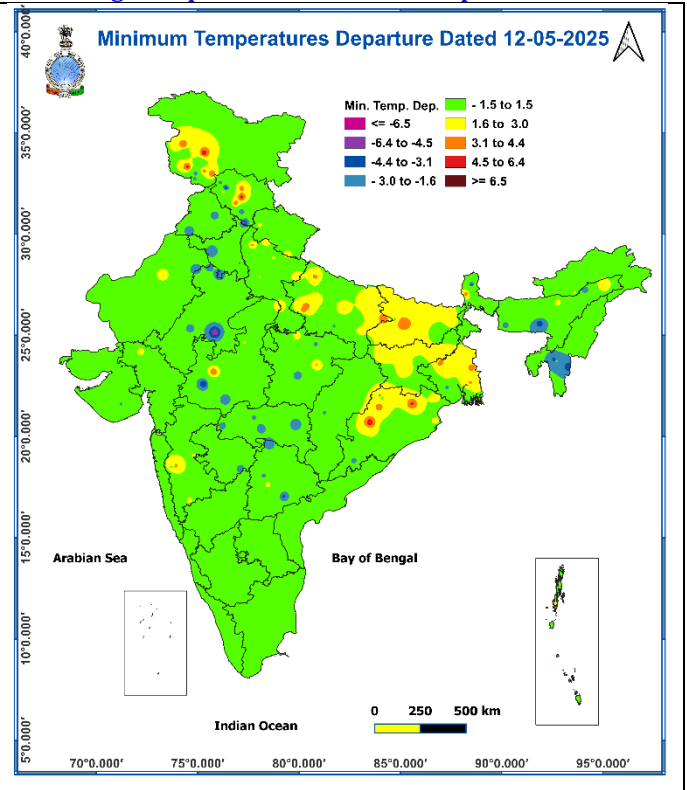 Minimum Temperatures Departure Dated 12-05-2025
Min. Temp. Dep.
<= -6.5
-6.4 to -4.5
-4.4 to -3.1
- 3.0 to -1.6
- 1.5 to 1.5
1.6 to 3.0
3.1 to 4.4
4.5 to 6.4
>= 6.5
40°0.000'
35°0.000'
30°0.000'
25°0.000'
20°0.000'
15°0.000'
10°0.000'
5°0.000'
Arabian Sea
Bay of Bengal
Indian Ocean
0 250 500 km
70°0.000' 75°0.000' 80°0.000' 85°0.000' 90°0.000' 95°0.000'